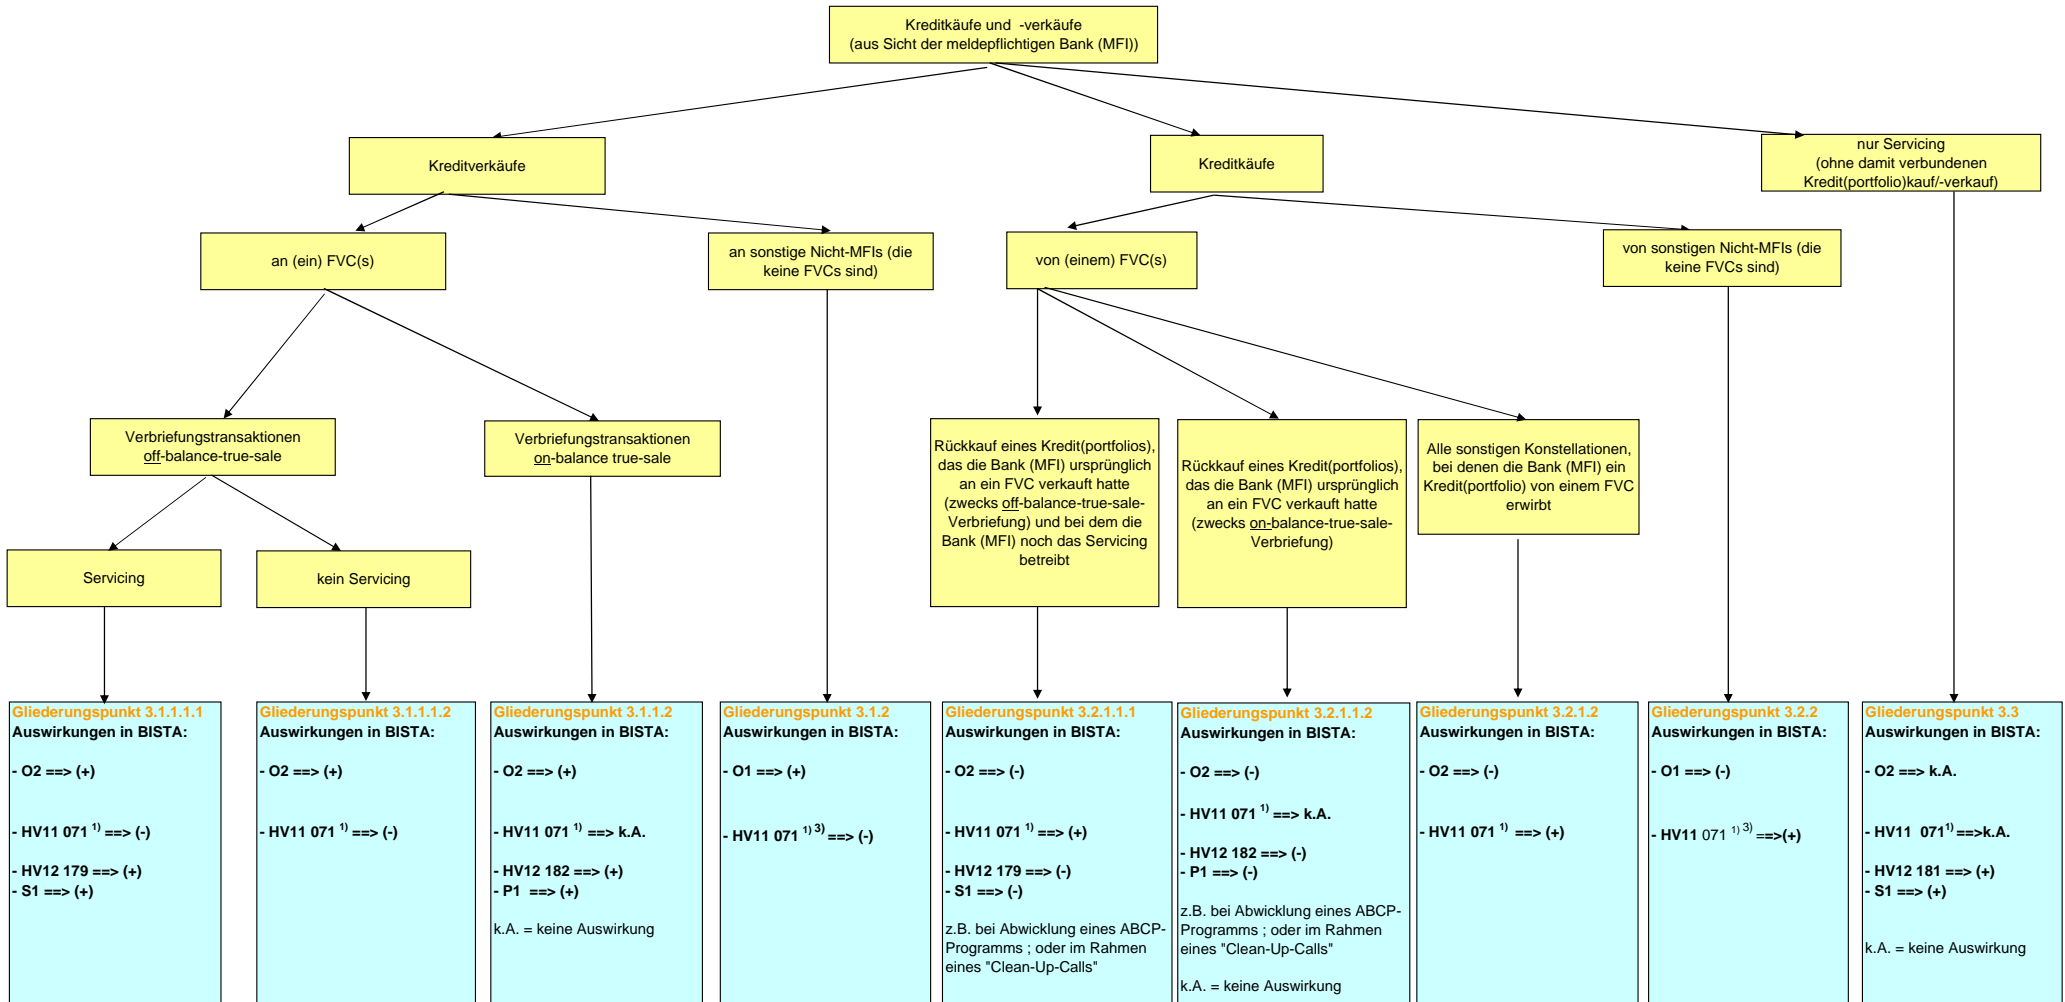 Kreditkäufe und -verkäufe
(aus Sicht der meldepflichtigen Bank (MFI))
Kreditverkäufe
Kreditkäufe
nur Servicing
(ohne damit verbundenen
Kredit(portfolio)kauf/-verkauf)
an (ein) FVC(s)
an sonstige Nicht-MFIs (die
keine FVCs sind)
von (einem) FVC(s)
von sonstigen Nicht-MFIs (die
keine FVCs sind)
Verbriefungstransaktionen
off-balance-true-sale
Verbriefungstransaktionen
on-balance true-sale
Rückkauf eines Kredit(portfolios),
das die Bank (MFI) ursprünglich
an ein FVC verkauft hatte
(zwecks off-balance-true-sale-
Verbriefung) und bei dem die
Bank (MFI) noch das Servicing
betreibt
Rückkauf eines Kredit(portfolios),
das die Bank (MFI) ursprünglich
an ein FVC verkauft hatte
(zwecks on-balance-true-sale-
Verbriefung)
Alle sonstigen Konstellationen,
bei denen die Bank (MFI) ein
Kredit(portfolio) von einem FVC
erwirbt
Servicing
kein Servicing
Gliederungspunkt 3.1.1.1.1
Auswirkungen in BISTA:
- O2 ==> (+)
- HV11 071 1) ==> (-)
- HV12 179 ==> (+)
- S1 ==> (+)
Gliederungspunkt 3.1.1.1.2
Auswirkungen in BISTA:
- O2 ==> (+)
- HV11 071 1) ==> (-)
Gliederungspunkt 3.1.1.2
Auswirkungen in BISTA:
- O2 ==> (+)
- HV11 071 1) ==> k.A.
- HV12 182 ==> (+)
- P1 ==> (+)
k.A. = keine Auswirkung
Gliederungspunkt 3.1.2
Auswirkungen in BISTA:
- O1 ==> (+)
- HV11 071 1) 3) ==> (-)
Gliederungspunkt 3.2.1.1.1
Auswirkungen in BISTA:
- O2 ==> (-)
- HV11 071 1) ==> (+)
- HV12 179 ==> (-)
- S1 ==> (-)
z.B. bei Abwicklung eines ABCP-
Programms ; oder im Rahmen
eines "Clean-Up-Calls"
Gliederungspunkt 3.2.1.1.2
Auswirkungen in BISTA:
- O2 ==> (-)
- HV11 071 1) ==> k.A.
- HV12 182 ==> (-)
- P1 ==> (-)
z.B. bei Abwicklung eines ABCP-
Programms ; oder im Rahmen
eines "Clean-Up-Calls"
k.A. = keine Auswirkung
Gliederungspunkt 3.2.1.2
Auswirkungen in BISTA:
- O2 ==> (-)
- HV11 071 1) ==> (+)
Gliederungspunkt 3.2.2
Auswirkungen in BISTA:
- O1 ==> (-)
- HV11 071 1) 3) ==>(+)
Gliederungspunkt 3.3
Auswirkungen in BISTA:
- O2 ==> k.A.
- HV11 071 1)==>k.A.
- HV12 181 ==> (+)
- S1 ==> (+)
k.A. = keine Auswirkung